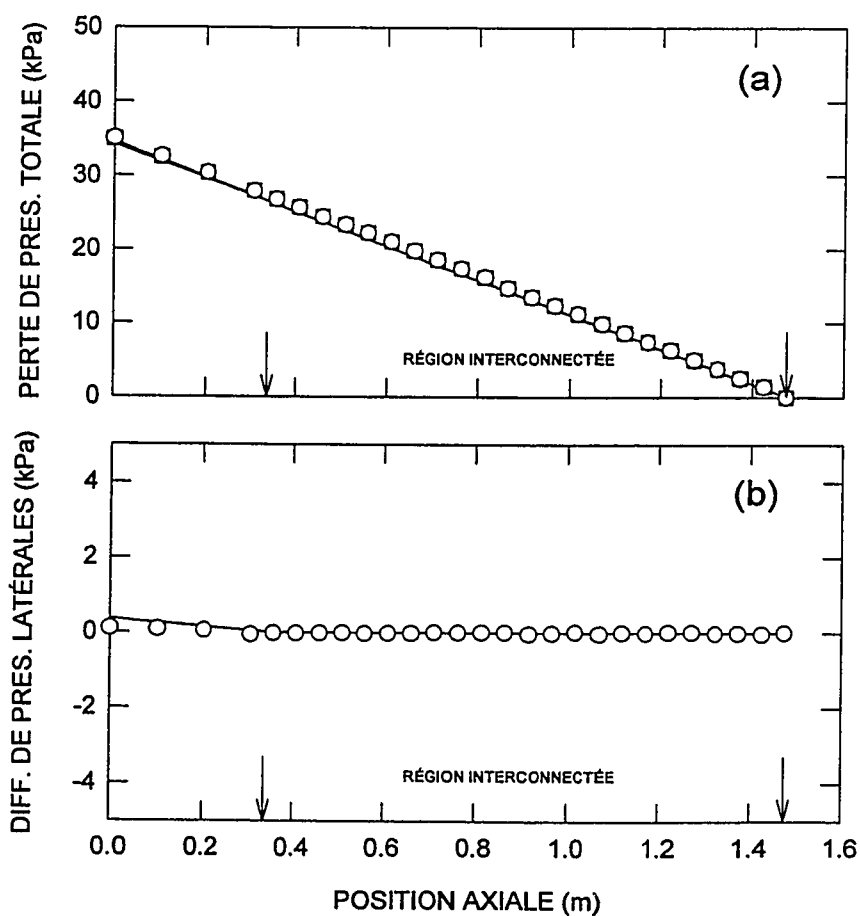 PERTE DE PRES. TOTALE (kPa)
50
40
30
20
10
0
(a)
RÉGION INTERCONNECTÉE
DIFF. DE PRES. LATÉRALES (kPa)
4
2
0
-2
-4
(b)
RÉGION INTERCONNECTÉE
0.0 0.2 0.4 0.6 0.8 1.0 1.2 1.4 1.6
POSITION AXIALE (m)